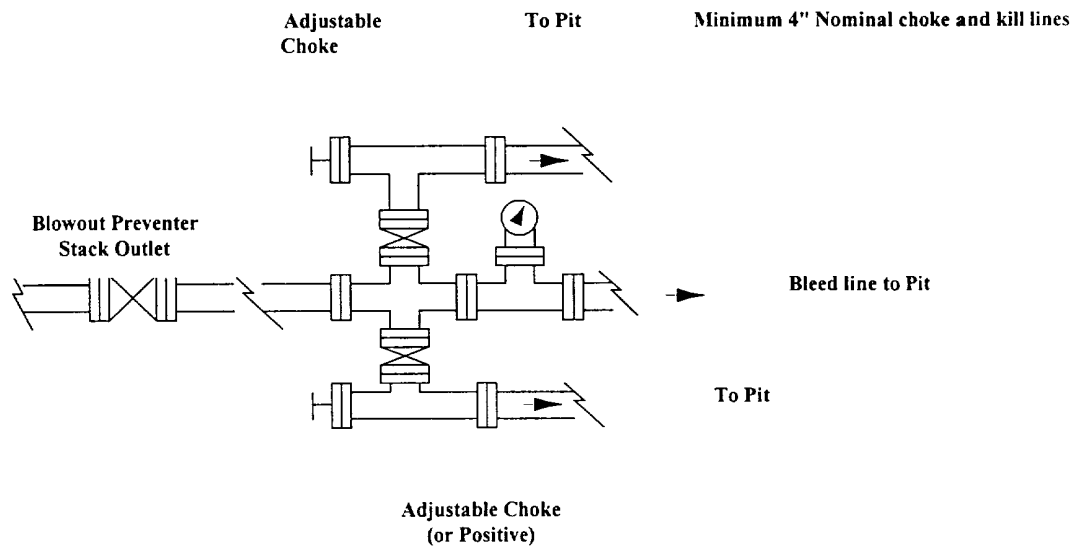 Adjustable
Choke
To Pit
Minimum 4" Nominal choke and kill lines
Blowout Preventer
Stack Outlet
Bleed line to Pit
To Pit
Adjustable Choke
(or Positive)